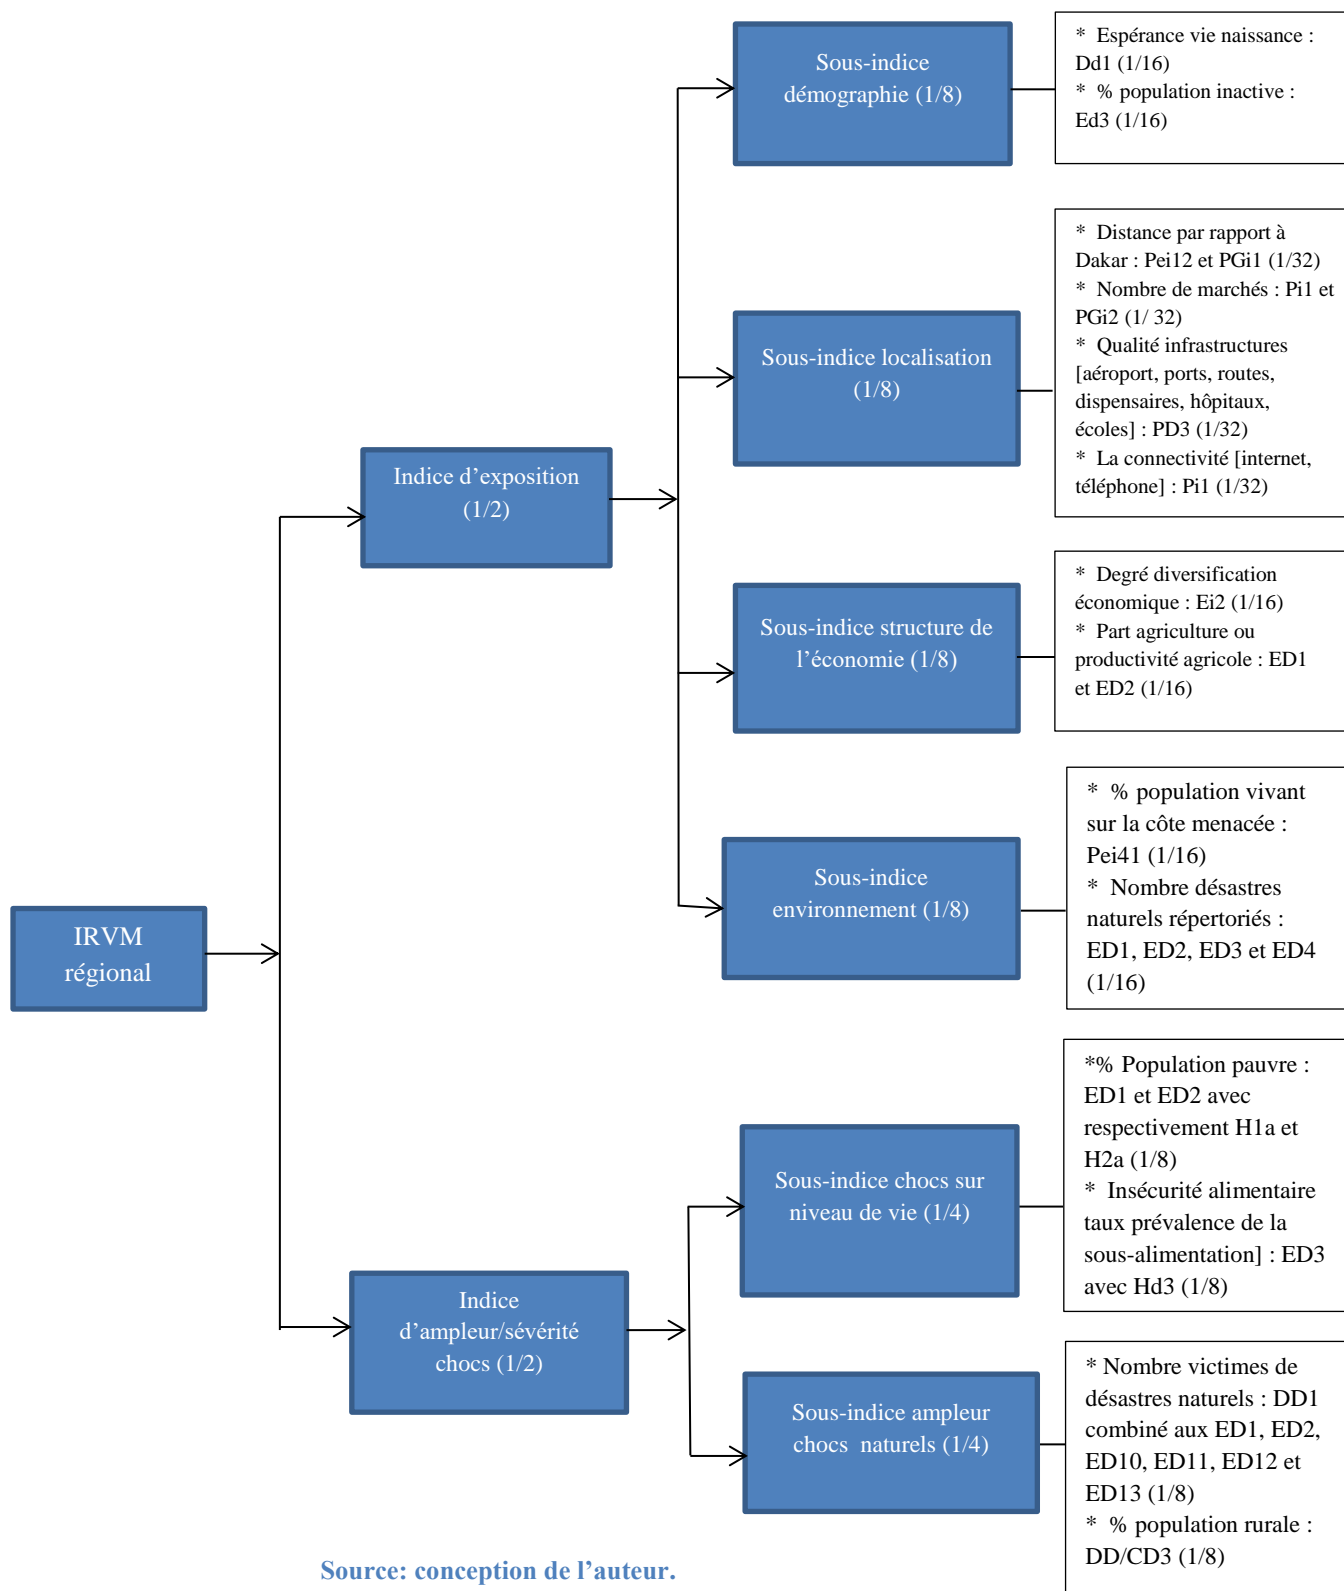 IRVM
régional
Indice d’exposition
(1/2)
Sous-indice
démographie (1/8)
* Espérance vie naissance :
Dd1 (1/16)
* % population inactive :
Ed3 (1/16)
Sous-indice localisation
(1/8)
* Distance par rapport à
Dakar : Pei12 et PGi1 (1/32)
* Nombre de marchés : Pi1 et
PGi2 (1/ 32)
* Qualité infrastructures
[aéroport, ports, routes,
dispensaires, hôpitaux,
écoles] : PD3 (1/32)
* La connectivité [internet,
téléphone] : Pi1 (1/32)
Sous-indice structure de
l’économie (1/8)
* Degré diversification
économique : Ei2 (1/16)
* Part agriculture ou
productivité agricole : ED1
et ED2 (1/16)
Sous-indice
environnement (1/8)
* % population vivant
sur la côte menacée :
Pei41 (1/16)
* Nombre désastres
naturels répertoriés :
ED1, ED2, ED3 et ED4
(1/16)
Indice
d’ampleur/sévérité
chocs (1/2)
Sous-indice chocs sur
niveau de vie (1/4)
*% Population pauvre :
ED1 et ED2 avec
respectivement H1a et
H2a (1/8)
* Insécurité alimentaire
taux prévalence de la
sous-alimentation] : ED3
avec Hd3 (1/8)
Sous-indice ampleur
chocs naturels (1/4)
* Nombre victimes de
désastres naturels : DD1
combiné aux ED1, ED2,
ED10, ED11, ED12 et
ED13 (1/8)
* % population rurale :
DD/CD3 (1/8)
Source: conception de l’auteur.